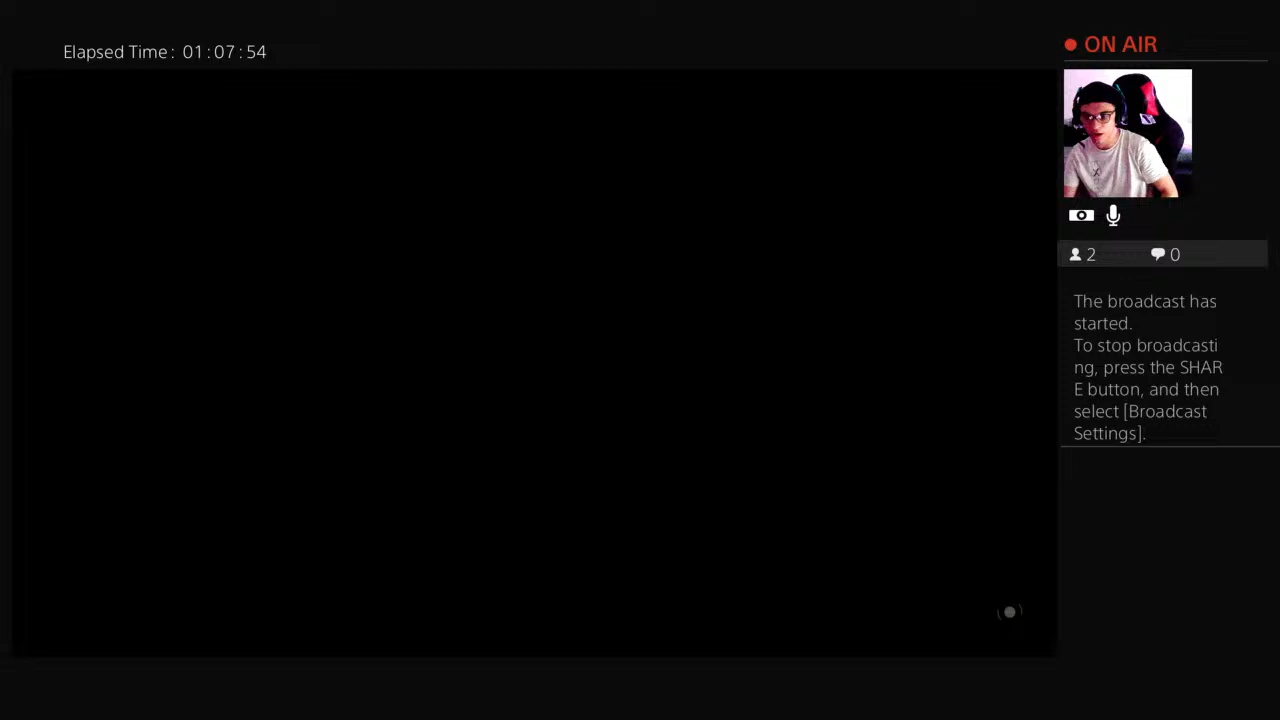 Elapsed Time: 01:07:54
ON AIR
2 0
The broadcast has
started.
To stop broadcasti
ng, press the SHAR
E button, and then
select [Broadcast
Settings].